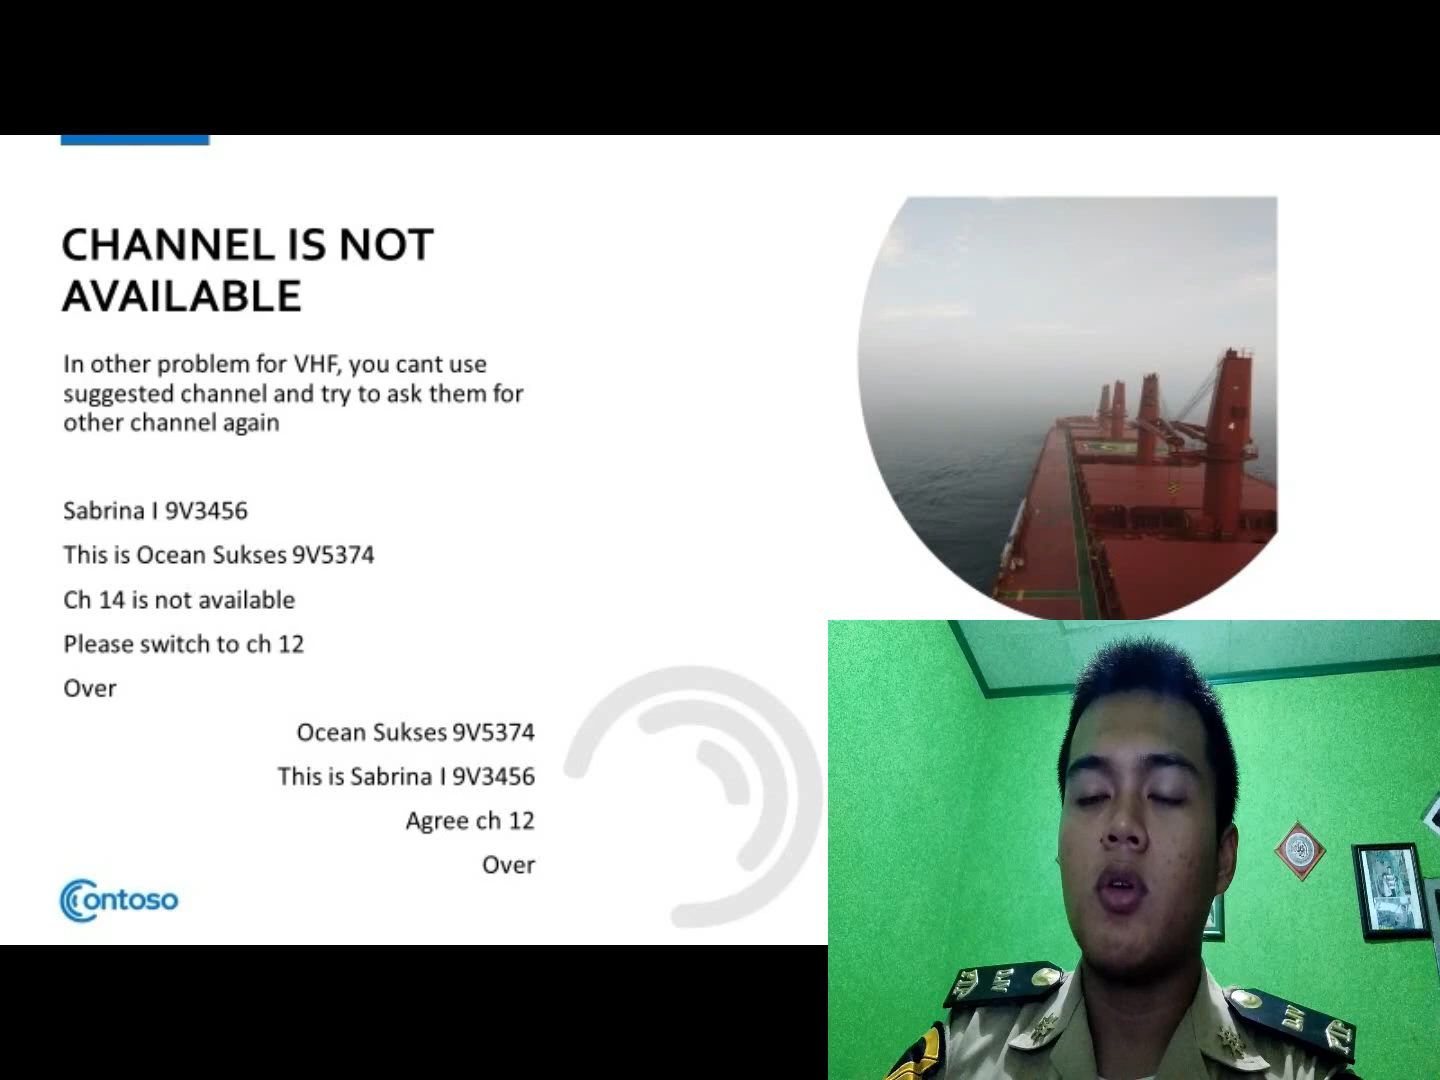 CHANNEL IS NOT
AVAILABLE
In other problem for VHF, you cant use
suggested channel and try to ask them for
other channel again
Sabrina I 9V3456
This is Ocean Sukses 9V5374
Ch 14 is not available
Please switch to ch 12
Over
Ocean Sukses 9V5374
This is Sabrina I 9V3456
Agree ch 12
Over
Contoso
4